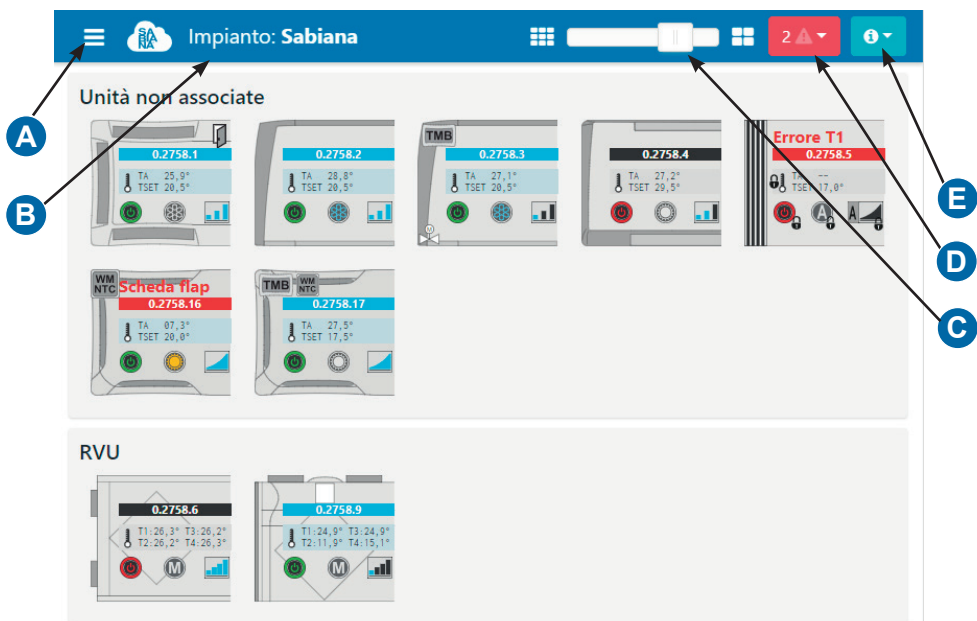 SABIANA
Impianto: Sabiana
2
Unità non associate
0.2758.1
TA 25,9°
TSET 20,5°
0.2758.2
TA 28,8°
TSET 20,5°
TMB
0.2758.3
TA 27,1°
TSET 20,5°
M
0.2758.4
TA 27,2°
TSET 29,5°
Errore T1
0.2758.5
TA --
TSET 17,0°
A
A
WM
NTC
Scheda flap
0.2758.16
TA 07,3°
TSET 20,0°
TMB
WM
NTC
0.2758.17
TA 27,5°
TSET 17,5°
RVU
0.2758.6
T1:26,3° T3:26,2°
T2:26,2° T4:26,3°
M
0.2758.9
T1:24,9° T3:24,9°
T2:11,9° T4:15,1°
M
A
B
E
D
C